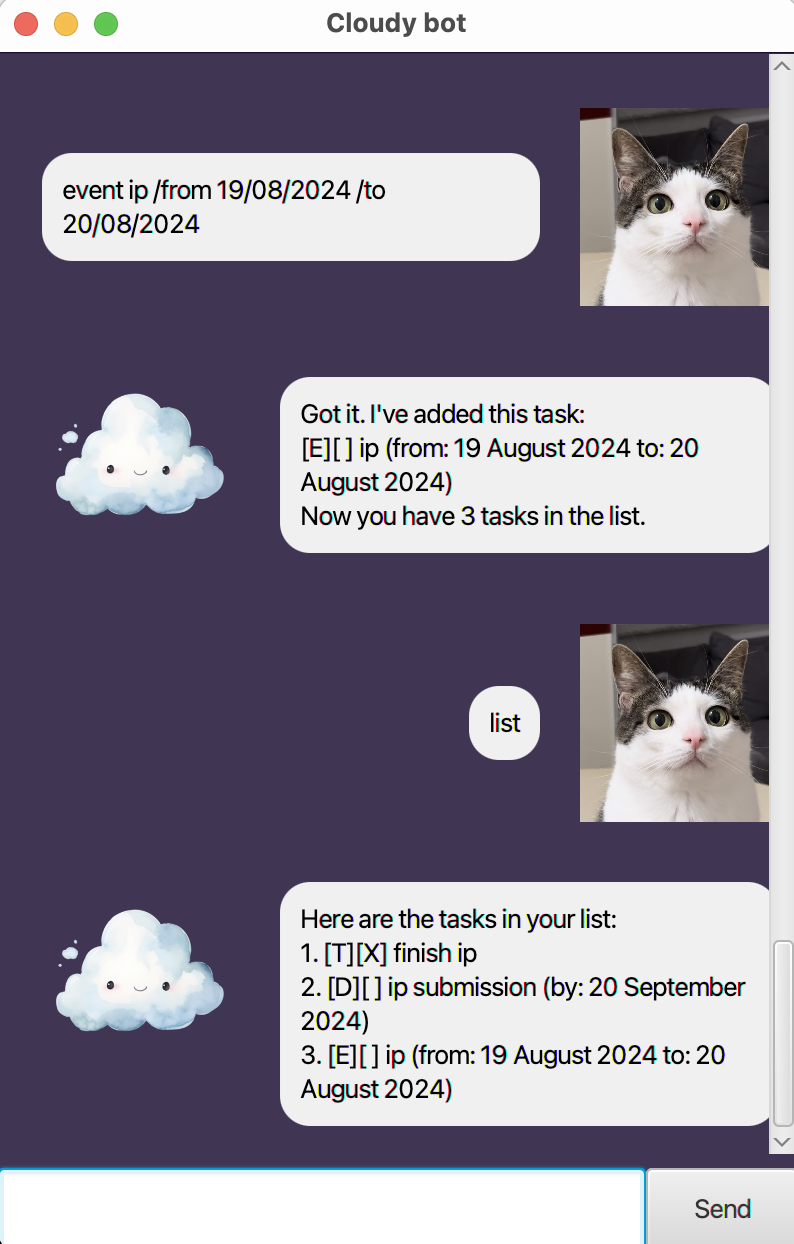 Cloudy bot
event ip /from 19/08/2024 /to
20/08/2024
Got it. I've added this task:
[E][ ] ip (from: 19 August 2024 to: 20
August 2024)
Now you have 3 tasks in the list.
list
Here are the tasks in your list:
1. [T][X] finish ip
2. [D][ ] ip submission (by: 20 September
2024)
3. [E][ ] ip (from: 19 August 2024 to: 20
August 2024)
Send